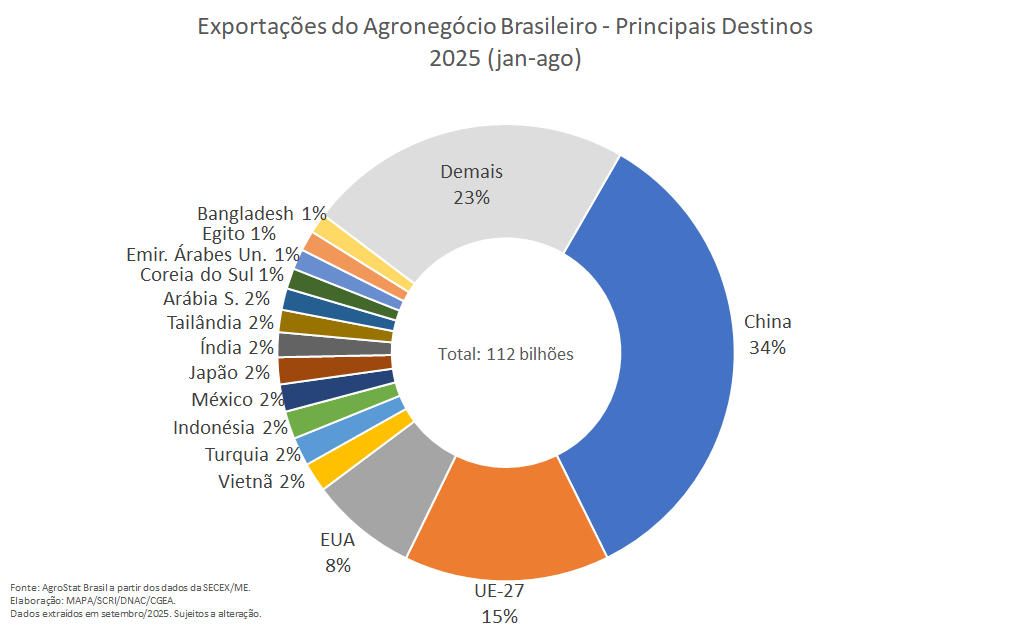 Exportações do Agronegócio Brasileiro - Principais Destinos
2025 (jan-ago)
Demais
23%
Bangladesh 1%
Egito 1%
Emir. Árabes Un. 1%
Coreia do Sul 1%
Arábia S. 2%
Tailândia 2%
Índia 2%
Japão 2%
México 2%
Indonésia 2%
Turquia 2%
Vietnã 2%
China
34%
Total: 112 bilhões
EUA
8%
UE-27
15%
Fonte: AgroStat Brasil a partir dos dados da SECEX/ME.
Elaboração: MAPA/SCRI/DNAC/CGEA.
Dados extraídos em setembro/2025. Sujeitos a alteração.